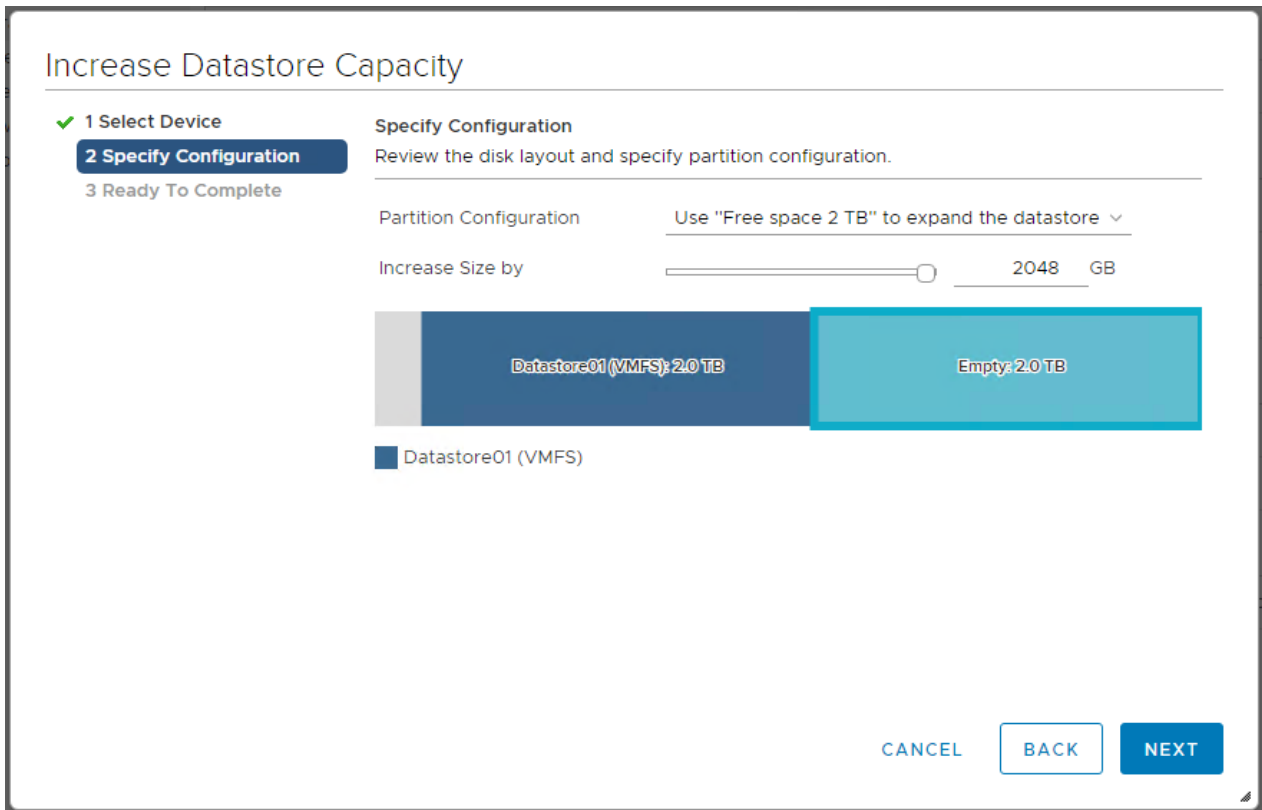 Increase Datastore Capacity
1 Select Device
2 Specify Configuration
3 Ready To Complete
Specify Configuration
Review the disk layout and specify partition configuration.
Partition Configuration
Use "Free space 2 TB" to expand the datastore
Increase Size by
2048 GB
Datastore01 (VMFS): 2.0 TB
Empty: 2.0 TB
Datastore01 (VMFS)
CANCEL
BACK
NEXT